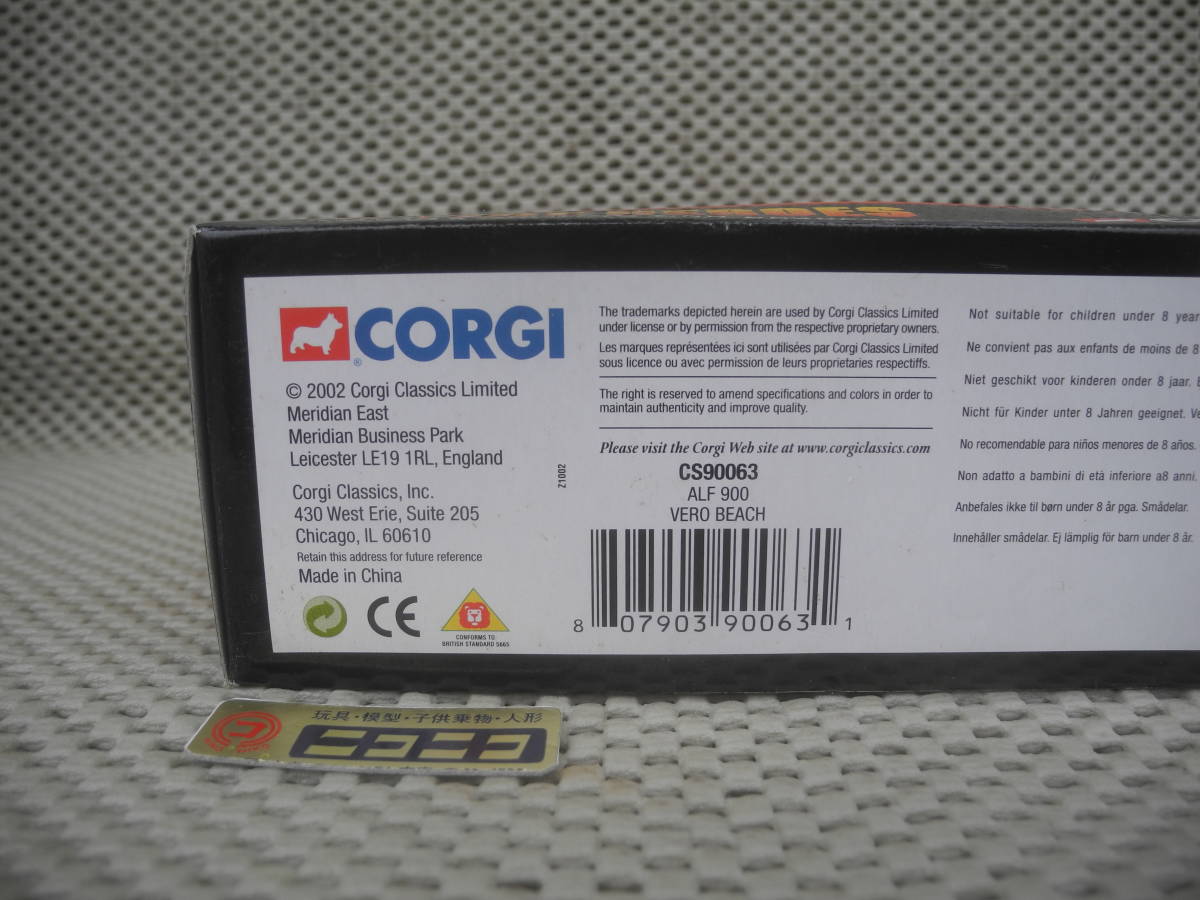 CORGI
®
© 2002 Corgi Classics Limited
Meridian East
Meridian Business Park
Leicester LE19 1RL, England
Corgi Classics, Inc.
430 West Erie, Suite 205
Chicago, IL 60610
Retain this address for future reference
Made in China
CE
CONFORMS TO
BRITISH STANDARD 5665
Z1002
The trademarks depicted herein are used by Corgi Classics Limited
under license or by permission from the respective proprietary owners.
Les marques représentées ici sont utilisées par Corgi Classics Limited
sous licence ou avec permission de leurs proprietaries respectifs.
The right is reserved to amend specifications and colors in order to
maintain authenticity and improve quality.
Please visit the Corgi Web site at www.corgiclassics.com
CS90063
ALF 900
VERO BEACH
8 07903 90063 1
Not suitable for children under 8 year
Ne convient pas aux enfants de moins de 8
Niet geschikt voor kinderen onder 8 jaar.
Nicht für Kinder unter 8 Jahren geeignet. Ve
No recomendable para niños menores de 8 años.
Non adatto a bambini di età inferiore a8 anni.
Anbefales ikke til børn under 8 år pga. Smådelar.
Innehåller smådelar. Ej lämplig för barn under 8 år.
玩具・模型・子供乗物・人形